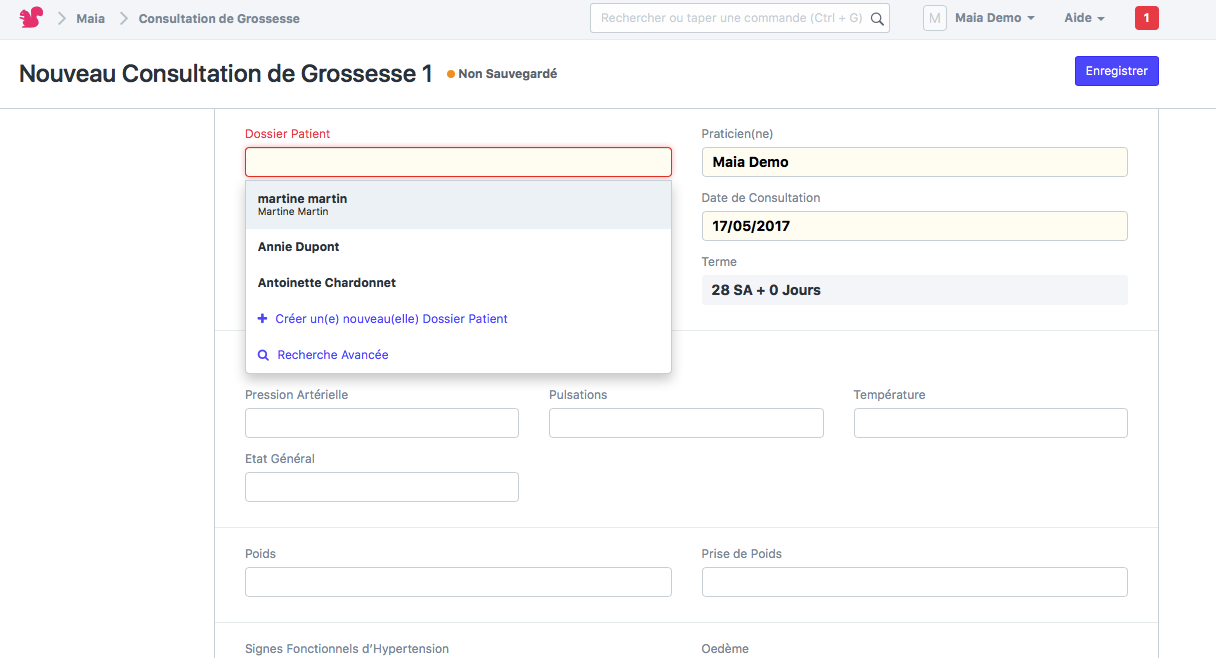 Maia
Consultation de Grossesse
Rechercher ou taper une commande (Ctrl + G)
M
Maia Demo
Aide
1
Nouveau Consultation de Grossesse 1
Non Sauvegardé
Enregistrer
Dossier Patient
martine martin
Martine Martin
Annie Dupont
Antoinette Chardonnet
Créer un(e) nouveau(elle) Dossier Patient
Recherche Avancée
Praticien(ne)
Maia Demo
Date de Consultation
17/05/2017
Terme
28 SA + 0 Jours
Pression Artérielle
Pulsations
Température
Etat Général
Poids
Prise de Poids
Signes Fonctionnels d'Hypertension
Oedème